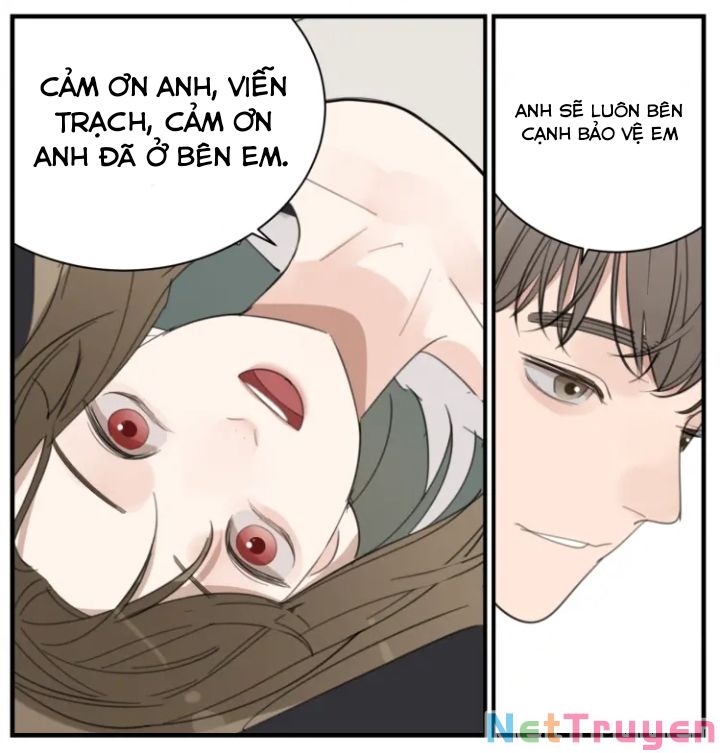 CẢM ƠN ANH, VIỄN
TRẠCH, CẢM ƠN
ANH ĐÃ Ở BÊN EM.
ANH SẼ LUÔN BÊN
CẠNH BẢO VỆ EM
NetTruyen